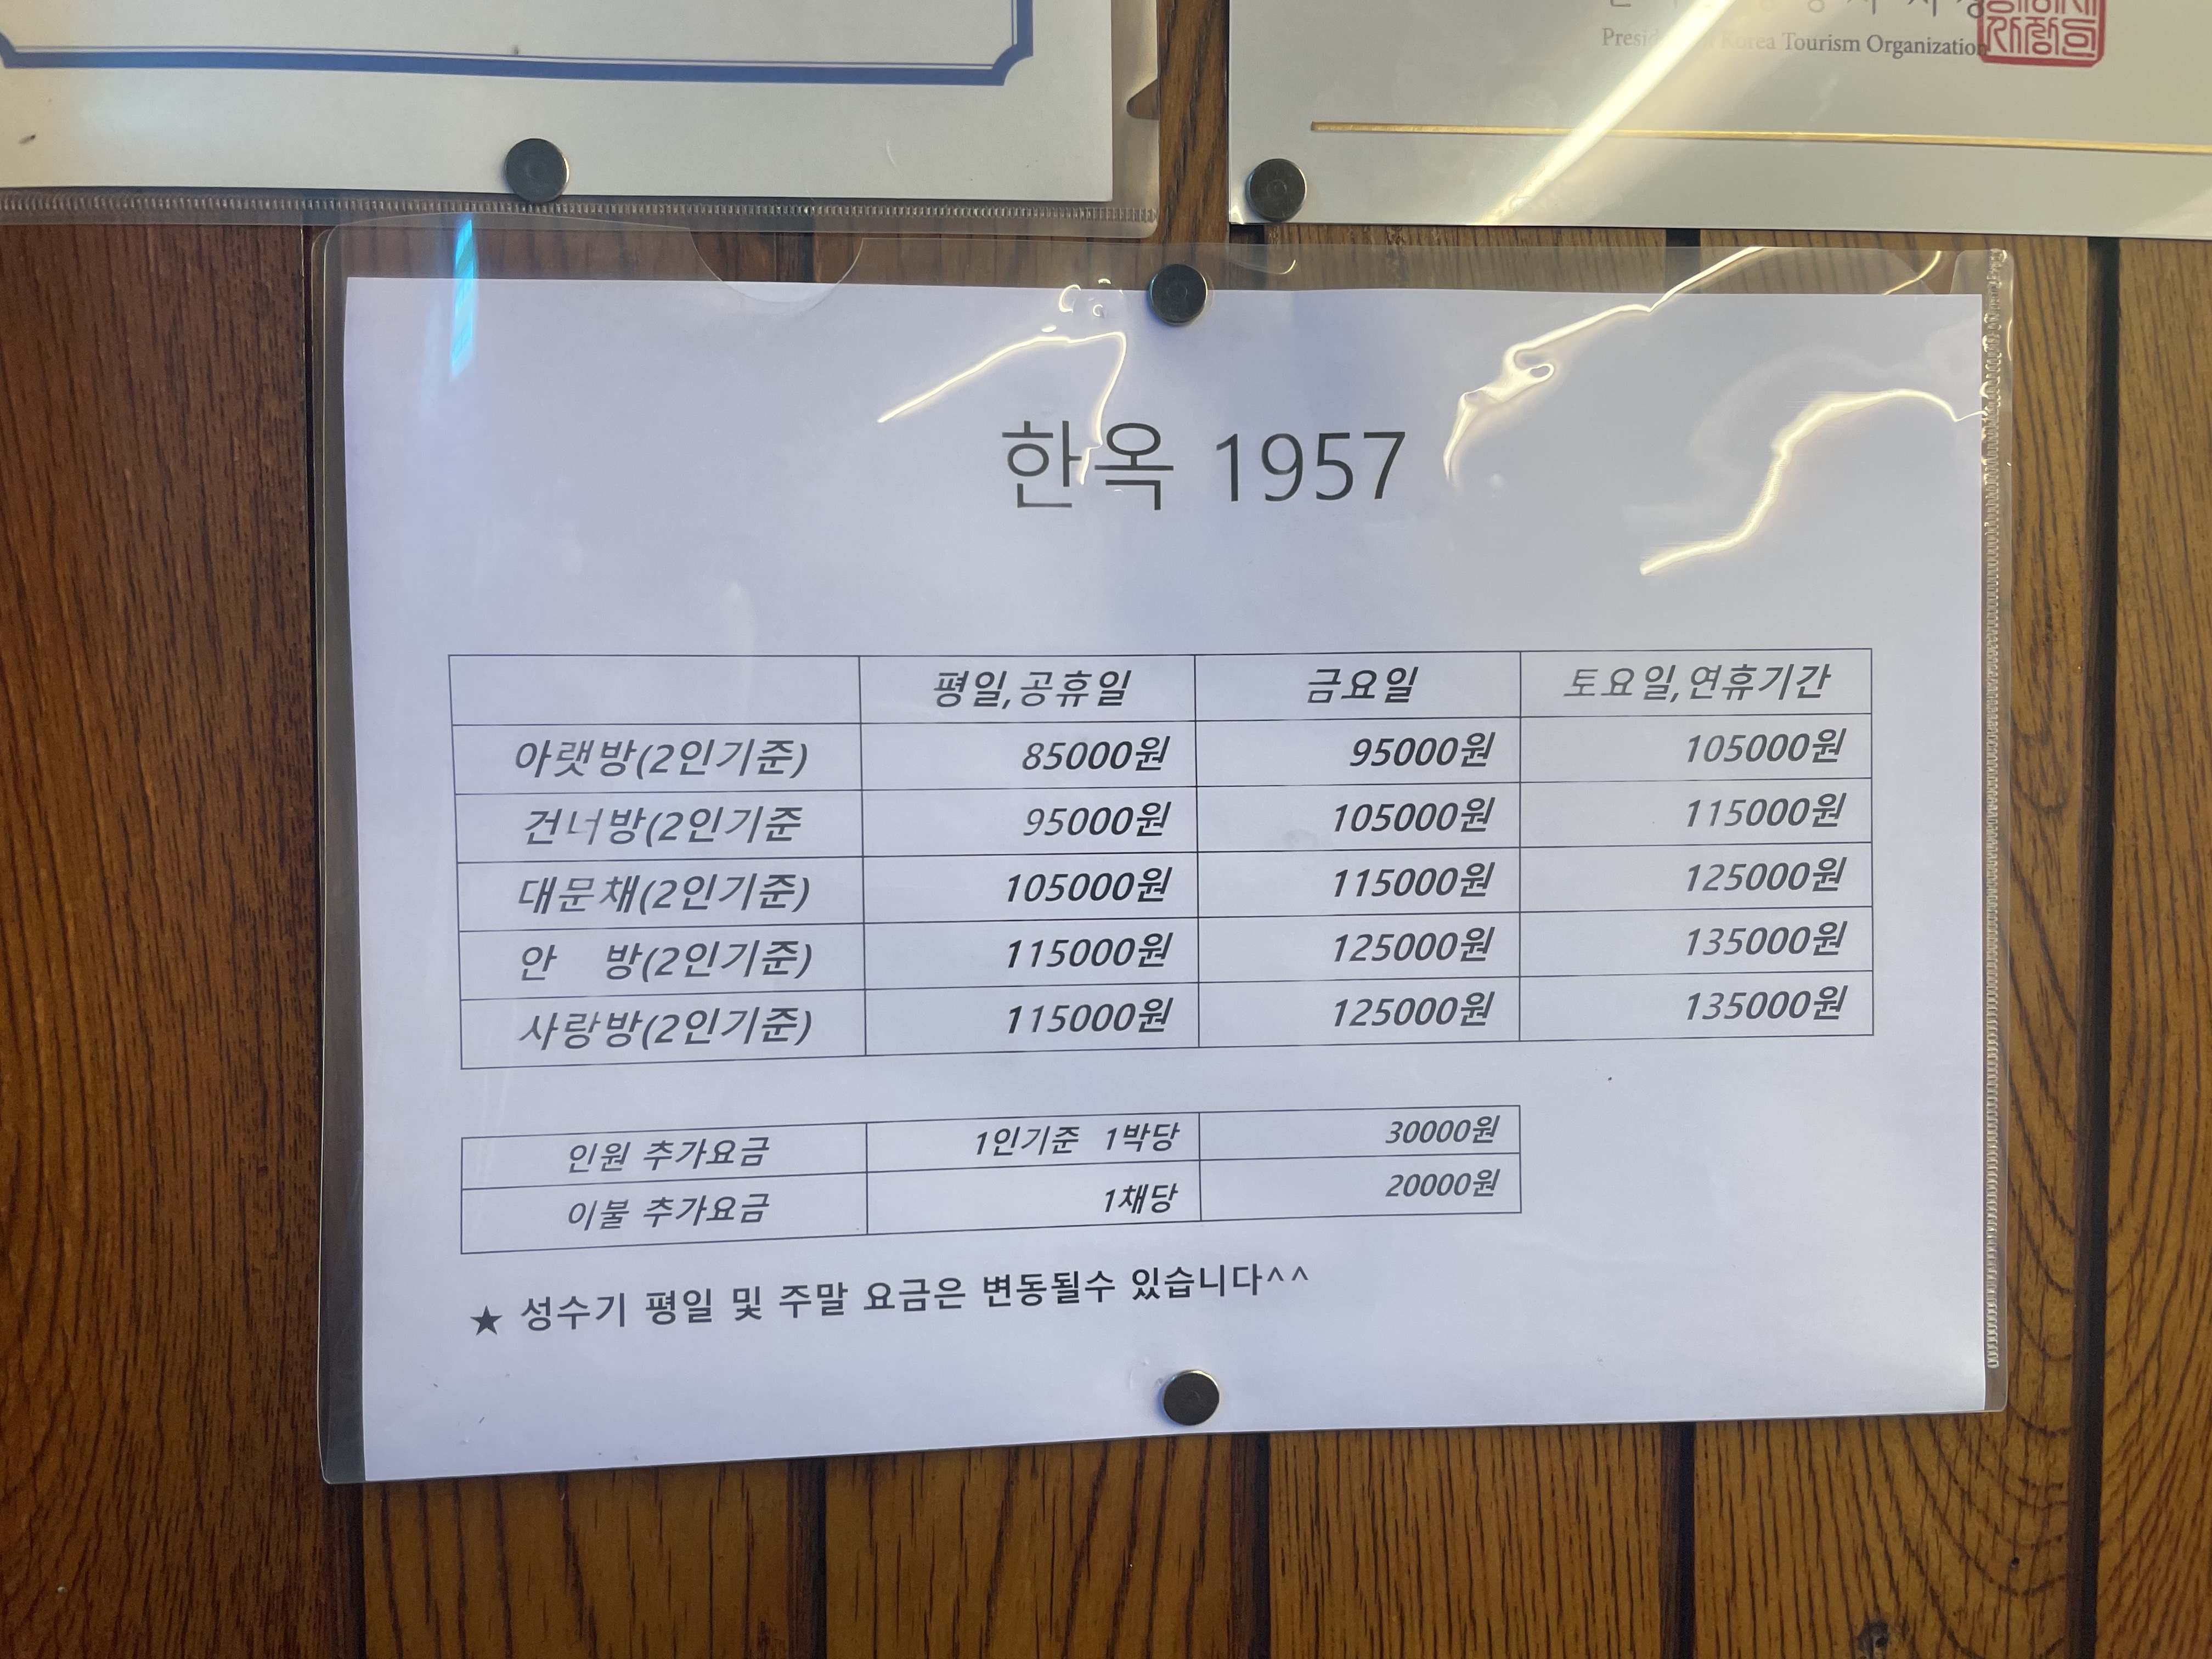 President of Korea Tourism Organization
한옥 1957
평일,공휴일 금요일 토요일,연휴기간
아랫방(2인기준) 85000원 95000원 105000원
건너방(2인기준 95000원 105000원 115000원
대문채(2인기준) 105000원 115000원 125000원
안 방(2인기준) 115000원 125000원 135000원
사랑방(2인기준) 115000원 125000원 135000원
인원 추가요금 1인기준 1박당 30000원
이불 추가요금 1채당 20000원
★ 성수기 평일 및 주말 요금은 변동될수 있습니다^^